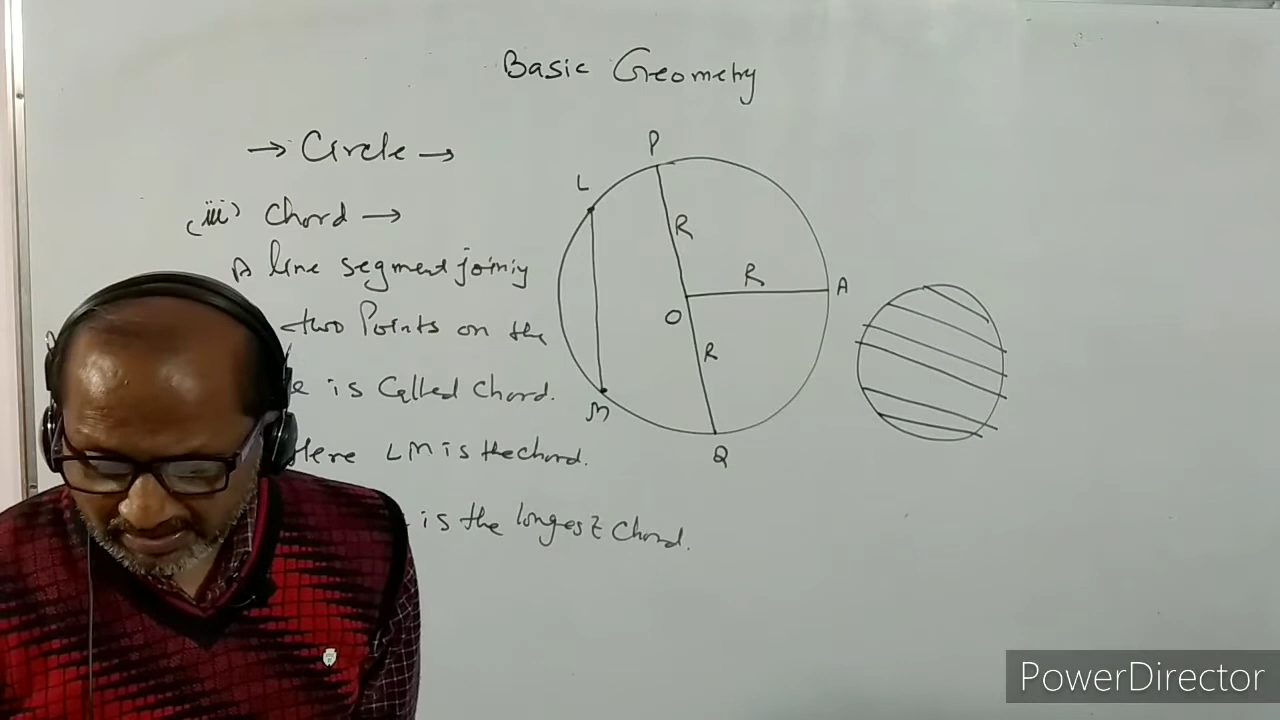 Basic Geometry
→ Circle →
(iii) Chord →
A line segment joining
two Points on the
is Called Chord.
Here LM is the chord.
is the longest Chord.
P
L
R
R
A
O
R
M
Q
PowerDirector